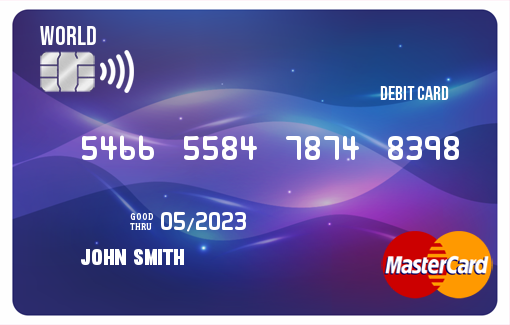 WORLD
DEBIT CARD
5466 5584 7874 8398
GOOD THRU 05/2023
JOHN SMITH
MasterCard